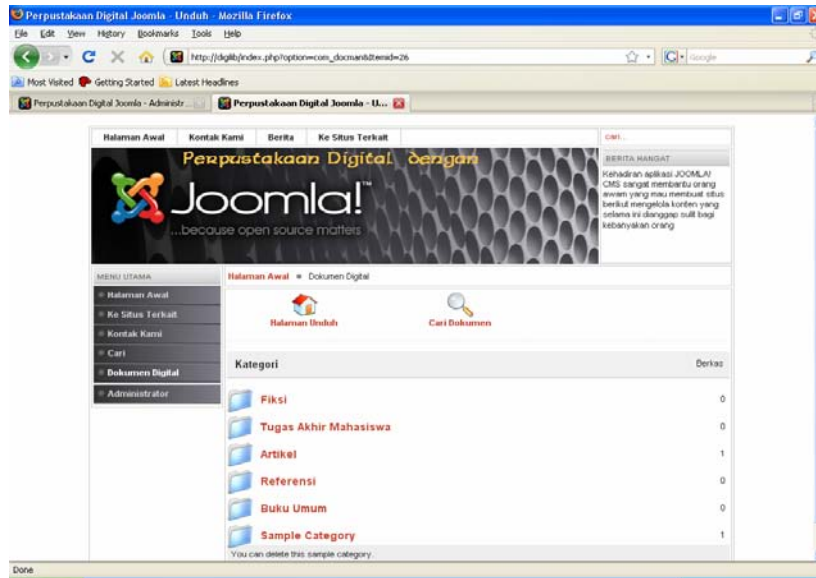 Perpustakaan Digital Joomla - Unduh - Mozilla Firefox
File Edit View History Bookmarks Tools Help
http://diglib/index.php?option=com_docman&Itemid=26
Google
Most Visited Getting Started Latest Headlines
Perpustakaan Digital Joomla - Administr...
Perpustakaan Digital Joomla - U...
Halaman Awal Kontak Kami Berita Ke Situs Terkait
cari...
Perpustakaan Digital dengan
Joomla!™
...because open source matters
BERITA HANGAT
Kehadiran aplikasi JOOMLA!
CMS sangat membantu orang
awam yang mau membuat situs
berikut mengelola konten yang
selama ini dianggap sulit bagi
kebanyakan orang
MENU UTAMA
Halaman Awal
Ke Situs Terkait
Kontak Kami
Cari
Dokumen Digital
Administrator
Halaman Awal Dokumen Digital
Halaman Unduh Cari Dokumen
Kategori Berkas
Fiksi 0
Tugas Akhir Mahasiswa 0
Artikel 1
Referensi 0
Buku Umum 0
Sample Category 1
You can delete this sample category.
Done